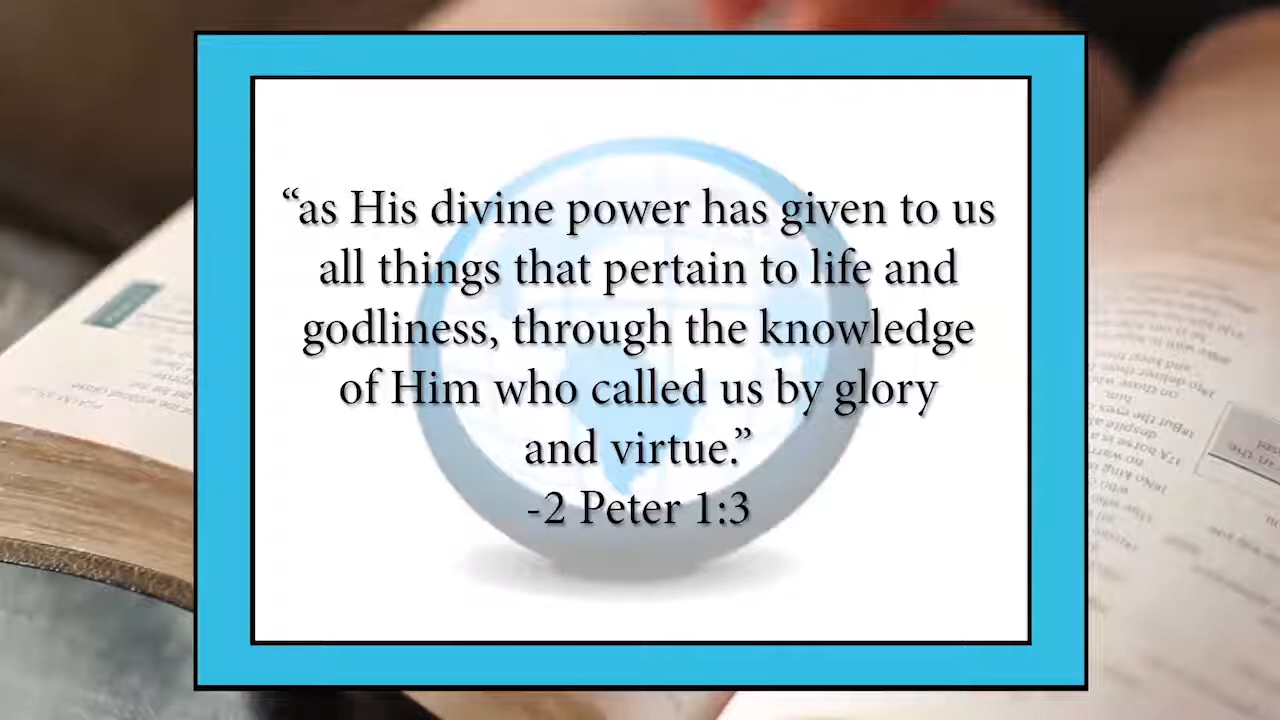 “as His divine power has given to us
all things that pertain to life and
godliness, through the knowledge
of Him who called us by glory
and virtue.”
-2 Peter 1:3